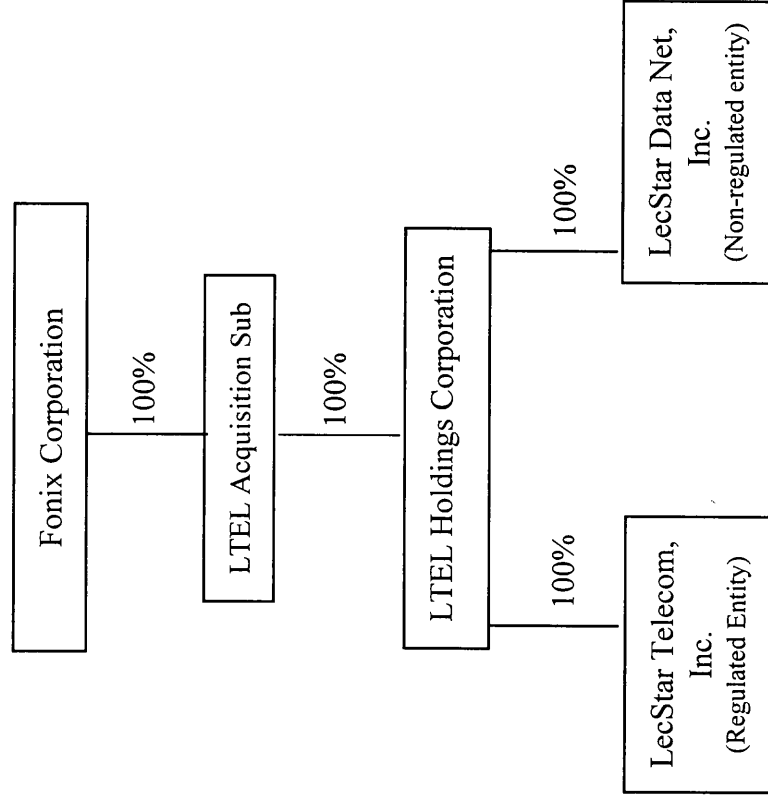 Fonix Corporation
100%
LTEL Acquisition Sub
100%
LTEL Holdings Corporation
100%
100%
LecStar Telecom,
Inc.
(Regulated Entity)
LecStar Data Net,
Inc.
(Non-regulated entity)